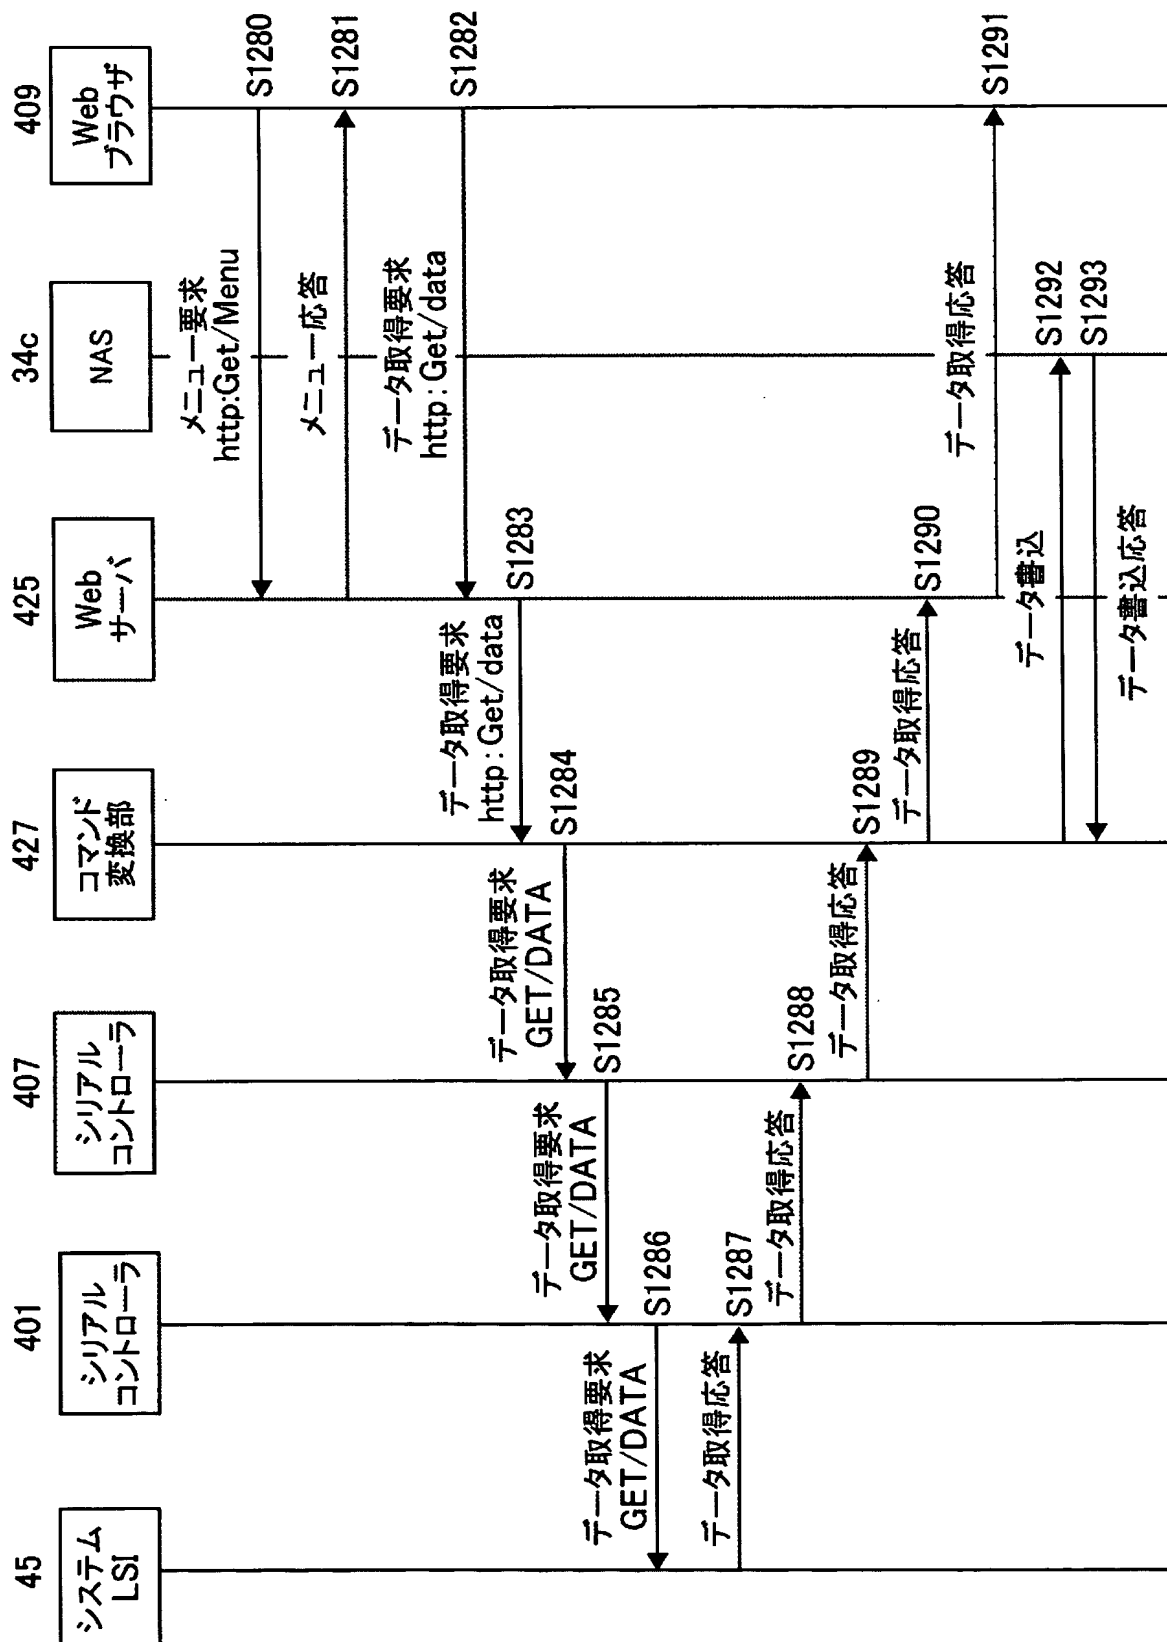 45
システム
LSI
401
シリアル
コントローラ
407
シリアル
コントローラ
427
コマンド
変換部
425
Web
サーバ
34c
NAS
409
Web
ブラウザ
メニュー要求
http:Get/Menu
S1280
メニュー応答
S1281
データ取得要求
http:Get/data
S1282
データ取得要求
http:Get/data
S1283
データ取得要求
GET/DATA
S1284
データ取得要求
GET/DATA
S1285
データ取得要求
GET/DATA
S1286
データ取得応答
S1287
データ取得応答
S1288
データ取得応答
S1289
データ取得応答
S1290
データ取得応答
S1291
データ書込
S1292
データ書込応答
S1293